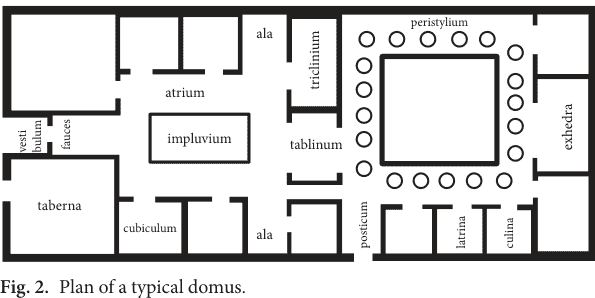 peristylium
ala
triclinium
atrium
exhedra
vesti
bulum
fauces
impluvium
tablinum
taberna
cubiculum
ala
posticum
latrina
culina
Fig. 2. Plan of a typical domus.